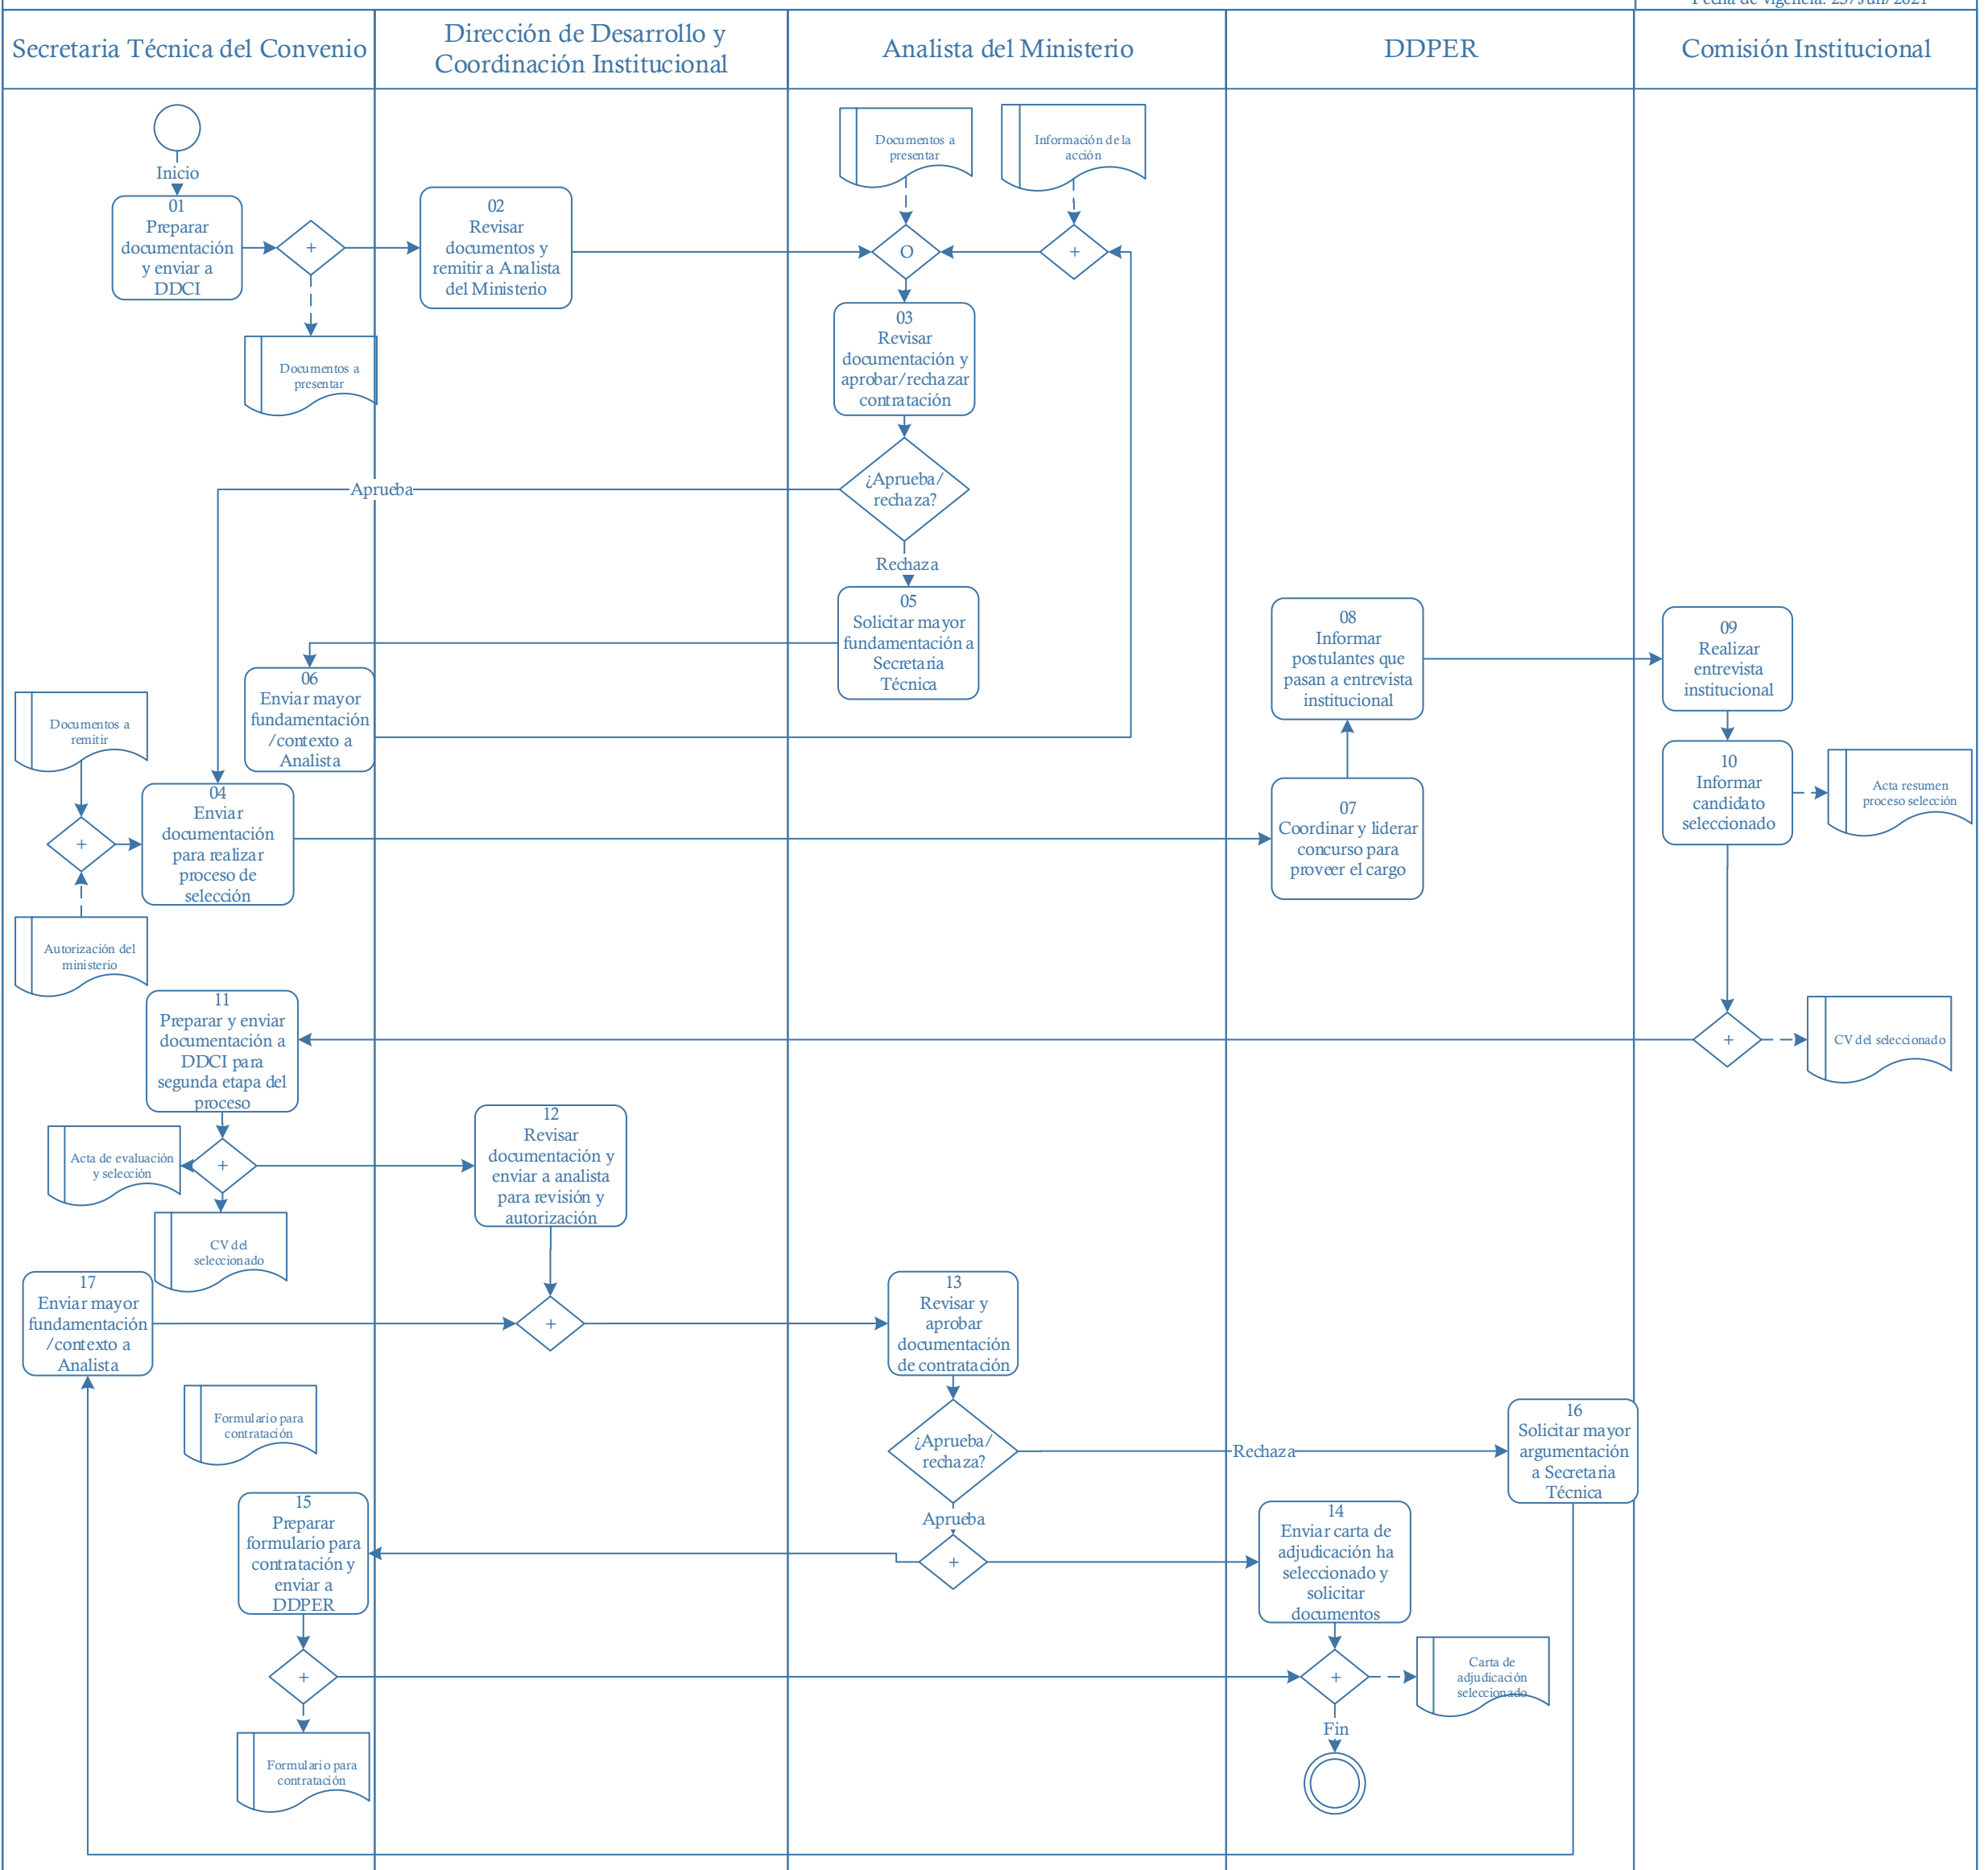 Fecha de vigencia: 25/Jun/2021
Secretaria Técnica del Convenio
Dirección de Desarrollo y
Coordinación Institucional
Analista del Ministerio
DDPER
Comisión Institucional
Inicio
01
Preparar
documentación
y enviar a
DDCI
+
Documentos a
presentar
02
Revisar
documentos y
remitir a Analista
del Ministerio
Documentos a
presentar
Información de la
acción
O
+
03
Revisar
documentación y
aprobar/rechazar
contratación
¿Aprueba/
rechaza?
Aprueba
Rechaza
05
Solicitar mayor
fundamentación a
Secretaria
Técnica
06
Enviar mayor
fundamentación
/contexto a
Analista
Documentos a
remitir
+
04
Enviar
documentación
para realizar
proceso de
selección
Autorización del
ministerio
08
Informar
postulantes que
pasan a entrevista
institucional
07
Coordinar y liderar
concurso para
proveer el cargo
09
Realizar
entrevista
institucional
10
Informar
candidato
seleccionado
Acta resumen
proceso selección
+
CV del seleccionado
11
Preparar y enviar
documentación a
DDCI para
segunda etapa del
proceso
Acta de evaluación
y selección
+
CV del
seleccionado
12
Revisar
documentación y
enviar a analista
para revisión y
autorización
17
Enviar mayor
fundamentación
/contexto a
Analista
+
13
Revisar y
aprobar
documentación
de contratación
Formulario para
contratación
¿Aprueba/
rechaza?
Rechaza
16
Solicitar mayor
argumentación
a Secretaria
Técnica
Aprueba
+
15
Preparar
formulario para
contratación y
enviar a
DDPER
14
Enviar carta de
adjudicación ha
seleccionado y
solicitar
documentos
+
+
Carta de
adjudicación
seleccionado
Fin
Formulario para
contratación